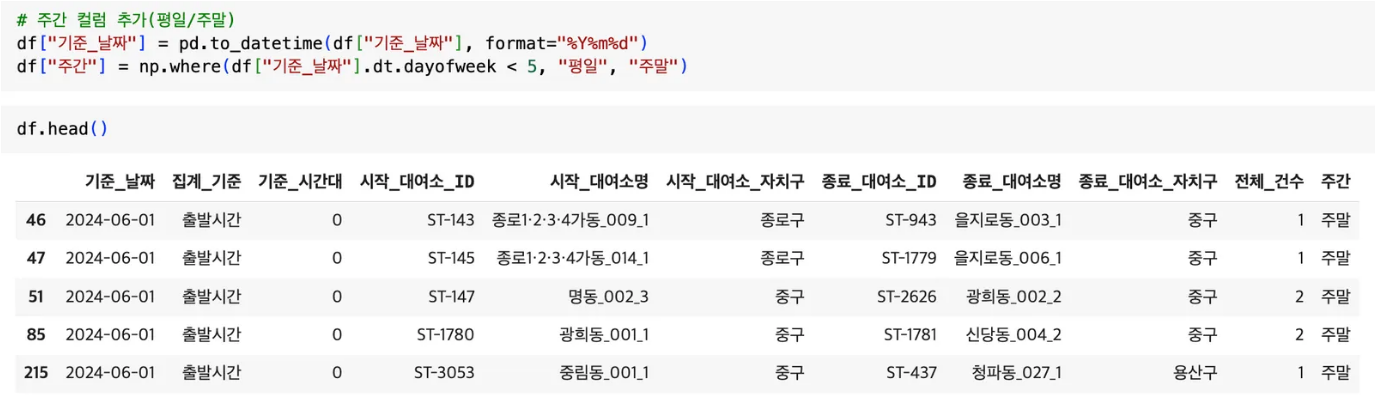 # 주간 컬럼 추가(평일/주말)
df["기준_날짜"] = pd.to_datetime(df["기준_날짜"], format="%Y%m%d")
df["주간"] = np.where(df["기준_날짜"].dt.dayofweek < 5, "평일", "주말")
df.head()
기준_날짜 집계_기준 기준_시간대 시작_대여소_ID 시작_대여소명 시작_대여소_자치구 종료_대여소_ID 종료_대여소명 종료_대여소_자치구 전체_건수 주간
46 2024-06-01 출발시간 0 ST-143 종로1·2·3·4가동_009_1 종로구 ST-943 을지로동_003_1 중구 1 주말
47 2024-06-01 출발시간 0 ST-145 종로1·2·3·4가동_014_1 종로구 ST-1779 을지로동_006_1 중구 1 주말
51 2024-06-01 출발시간 0 ST-147 명동_002_3 중구 ST-2626 광희동_002_2 중구 2 주말
85 2024-06-01 출발시간 0 ST-1780 광희동_001_1 중구 ST-1781 신당동_004_2 중구 2 주말
215 2024-06-01 출발시간 0 ST-3053 중림동_001_1 중구 ST-437 청파동_027_1 용산구 1 주말